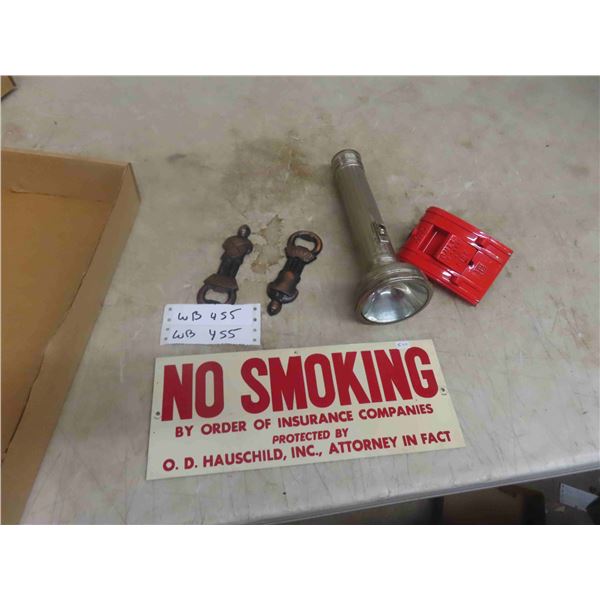 WB 455
WB 455
NO SMOKING
BY ORDER OF INSURANCE COMPANIES
PROTECTED BY
O. D. HAUSCHILD, INC., ATTORNEY IN FACT